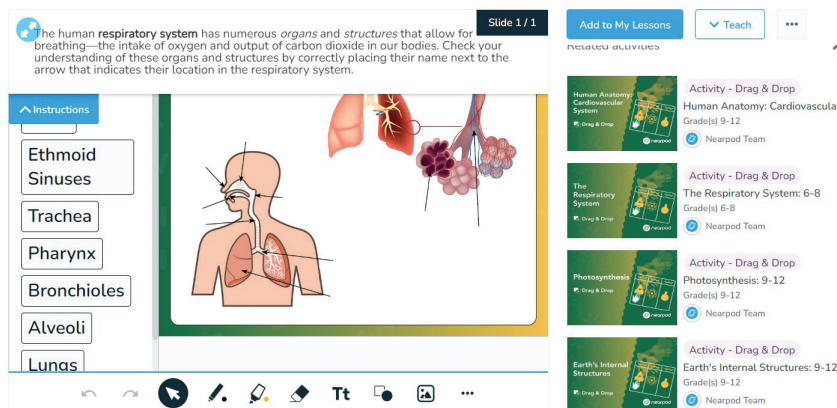 Slide 1 / 1
The human respiratory system has numerous organs and structures that allow for
breathing—the intake of oxygen and output of carbon dioxide in our bodies. Check your
understanding of these organs and structures by correctly placing their name next to the
arrow that indicates their location in the respiratory system.
Instructions
Ethmoid
Sinuses
Trachea
Pharynx
Bronchioles
Alveoli
Lungs
Tt
Add to My Lessons
Teach
Related activities
Human Anatomy:
Cardiovascular
System
Drag & Drop
nearpod
Activity - Drag & Drop
Human Anatomy: Cardiovascula
Grade(s) 9-12
Nearpod Team
The
Respiratory
System
Drag & Drop
nearpod
Activity - Drag & Drop
The Respiratory System: 6-8
Grade(s) 6-8
Nearpod Team
Photosynthesis
Drag & Drop
nearpod
Activity - Drag & Drop
Photosynthesis: 9-12
Grade(s) 9-12
Nearpod Team
Earth's Internal
Structures
Drag & Drop
nearpod
Activity - Drag & Drop
Earth's Internal Structures: 9-12
Grade(s) 9-12
Nearpod Team